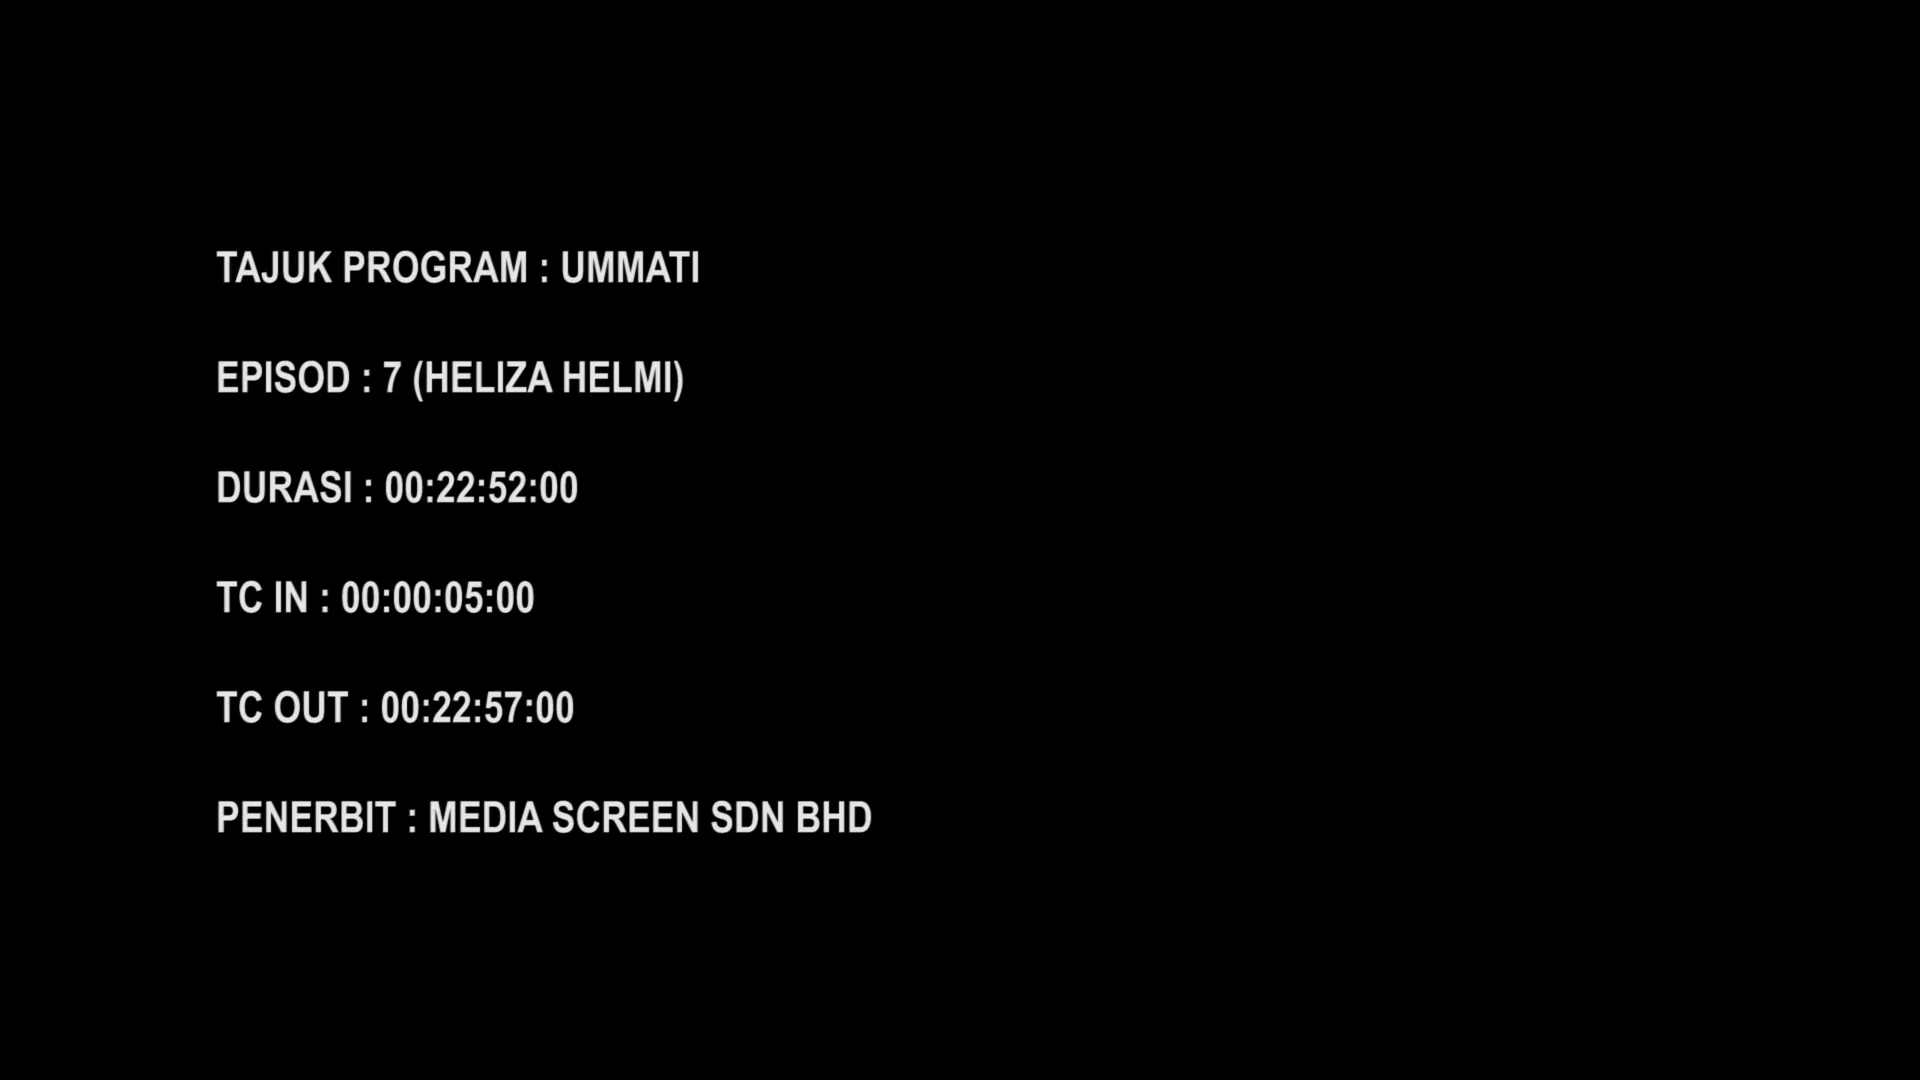 TAJUK PROGRAM : UMMATI
EPISOD : 7 (HELIZA HELMI)
DURASI : 00:22:52:00
TC IN : 00:00:05:00
TC OUT : 00:22:57:00
PENERBIT : MEDIA SCREEN SDN BHD